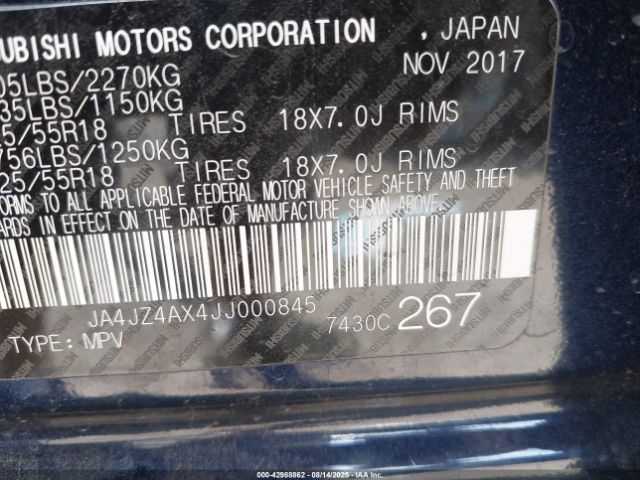 UBISHI MOTORS CORPORATION , JAPAN
NOV 2017
05LBS/2270KG
35LBS/1150KG
5/55R18 TIRES 18X7.0J RIMS
756LBS/1250KG
25/55R18 TIRES 18X7.0J RIMS
FORMS TO ALL APPLICABLE FEDERAL MOTOR VEHICLE SAFETY AND THEFT
ARDS IN EFFECT ON THE DATE OF MANUFACTURE SHOWN ABOVE.
JA4JZ4AX4JJ000845 7430C 267
TYPE: MPV
000-42988862 - 08/14/2025 - IAA Inc.